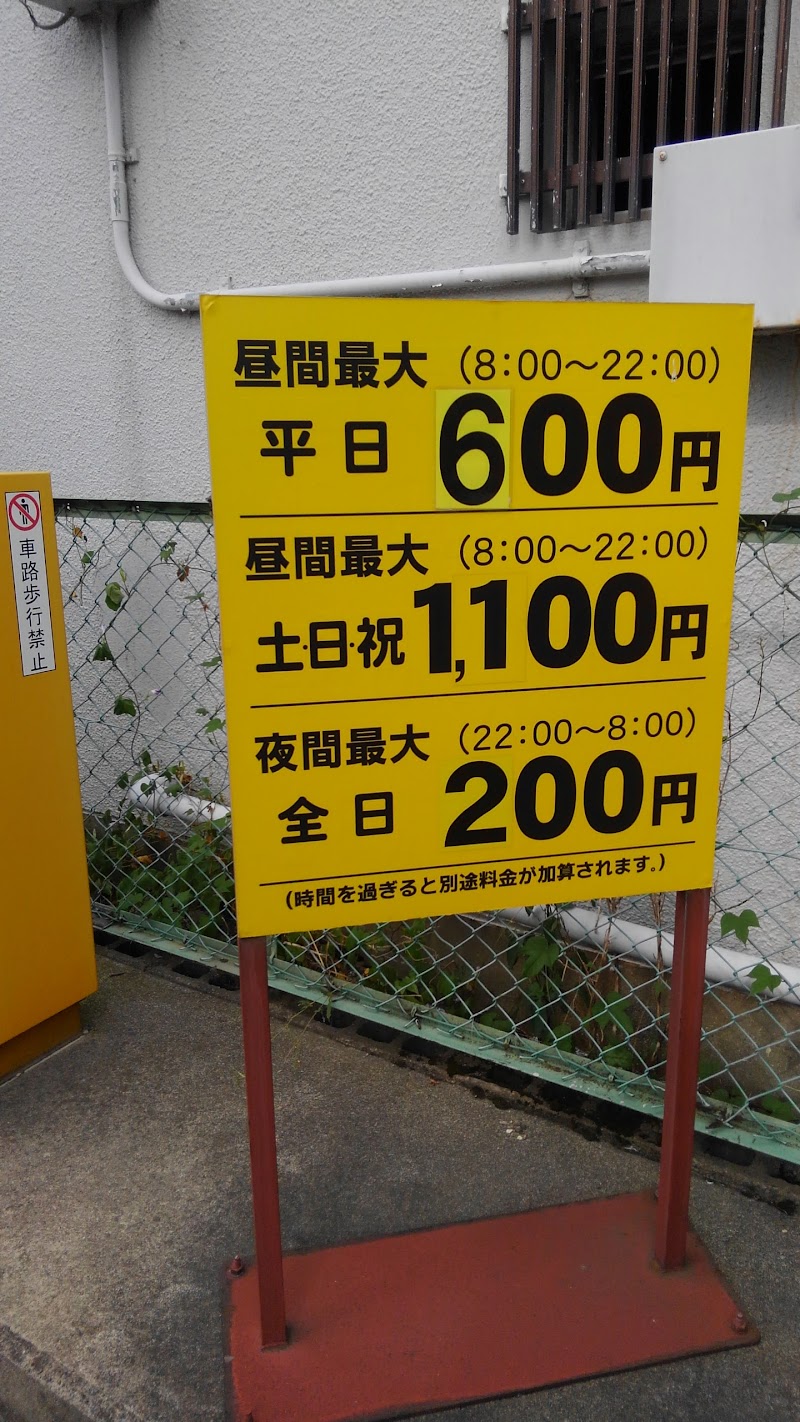 昼間最大 (8:00〜22:00)
平日 600円
昼間最大 (8:00〜22:00)
土・日・祝 1,100円
夜間最大 (22:00〜8:00)
全日 200円
(時間を過ぎると別途料金が加算されます。)
車路歩行禁止